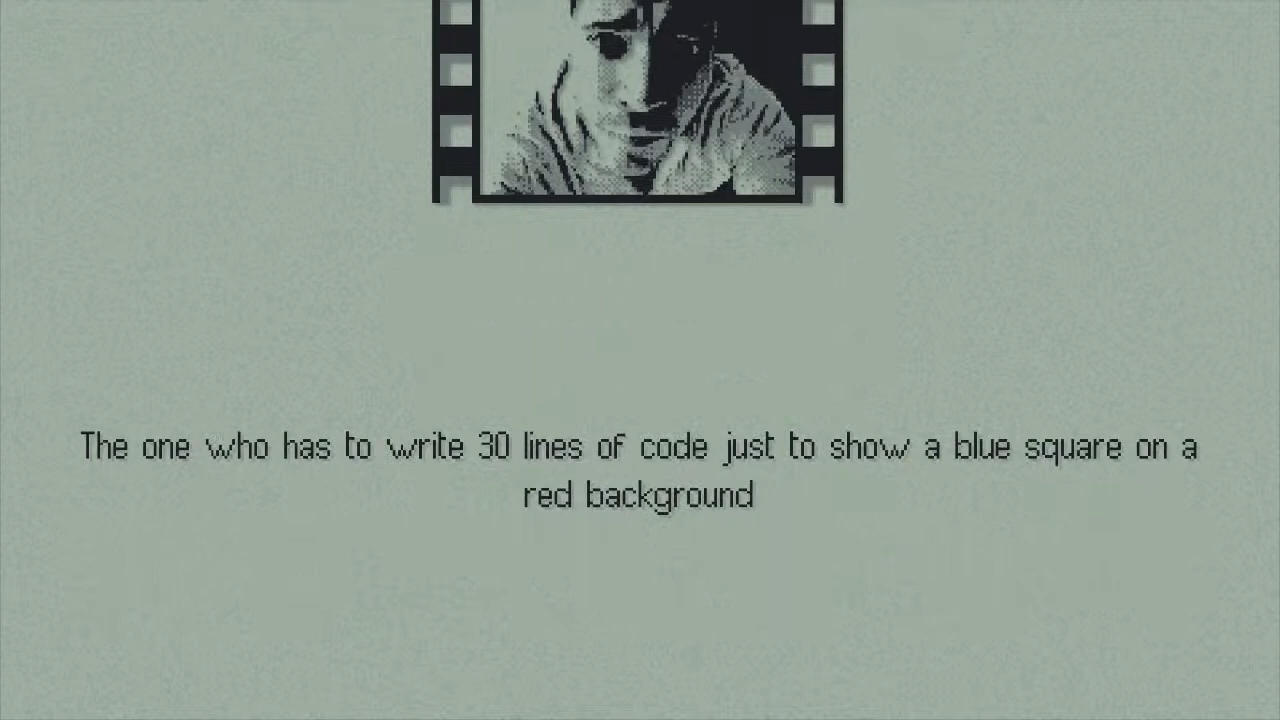 The one who has to write 30 lines of code just to show a blue square on a
red background